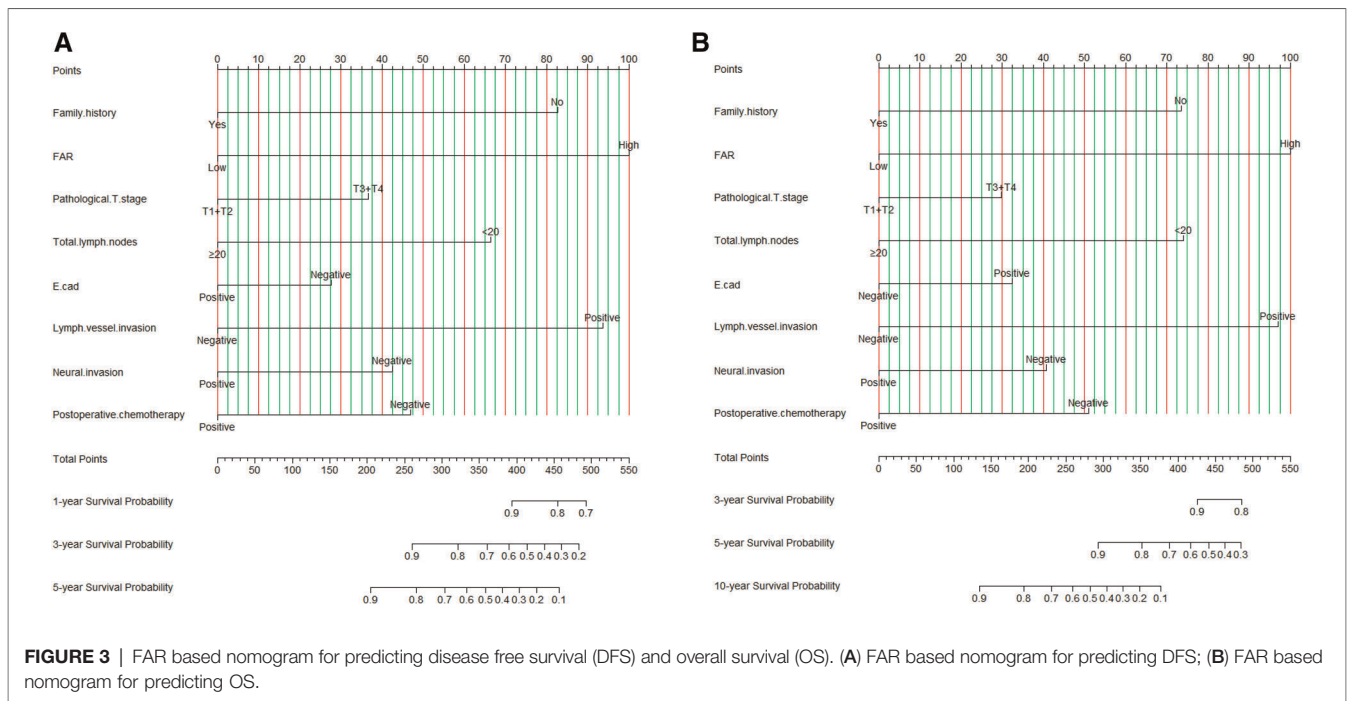 A
0 10 20 30 40 50 60 70 80 90 100
Points
Family.history
No
Yes
FAR
High
Low
Pathological.T.stage
T3+T4
T1+T2
Total.lymph.nodes
<20
≥20
E.cad
Negative
Positive
Lymph.vessel.invasion
Positive
Negative
Neural.invasion
Negative
Positive
Postoperative.chemotherapy
Negative
Positive
Total Points
0 50 100 150 200 250 300 350 400 450 500 550
1-year Survival Probability
0.9 0.8 0.7
3-year Survival Probability
0.9 0.8 0.7 0.6 0.5 0.4 0.3 0.2
5-year Survival Probability
0.9 0.8 0.7 0.6 0.5 0.4 0.3 0.2 0.1
B
0 10 20 30 40 50 60 70 80 90 100
Points
Family.history
No
Yes
FAR
High
Low
Pathological.T.stage
T3+T4
T1+T2
Total.lymph.nodes
<20
≥20
E.cad
Positive
Negative
Lymph.vessel.invasion
Positive
Negative
Neural.invasion
Negative
Positive
Postoperative.chemotherapy
Negative
Positive
Total Points
0 50 100 150 200 250 300 350 400 450 500 550
3-year Survival Probability
0.9 0.8
5-year Survival Probability
0.9 0.8 0.7 0.6 0.5 0.4 0.3
10-year Survival Probability
0.9 0.8 0.7 0.6 0.5 0.4 0.3 0.2 0.1
FIGURE 3 | FAR based nomogram for predicting disease free survival (DFS) and overall survival (OS). (A) FAR based nomogram for predicting DFS; (B) FAR based
nomogram for predicting OS.